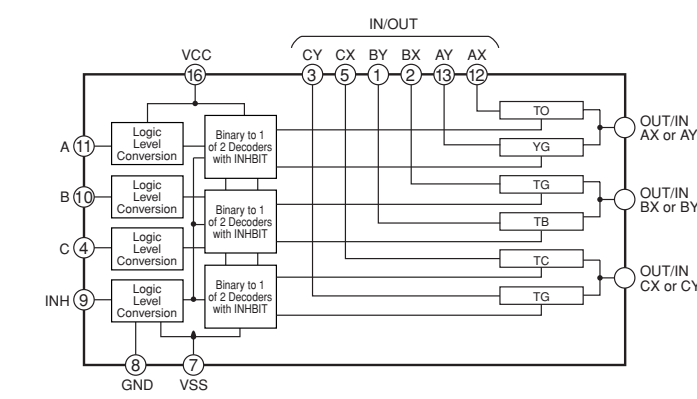 IN/OUT
VCC CY CX BY BX AY AX
16 3 5 1 2 13 12
TO
OUT/IN
AX or AY
Logic
Level
Conversion
Binary to 1
of 2 Decoders
with INHBIT
A 11
YG
Logic
Level
Conversion
TG
OUT/IN
BX or BY
B 10
Binary to 1
of 2 Decoders
with INHBIT
TB
Logic
Level
Conversion
C 4
TC
OUT/IN
CX or CY
Logic
Level
Conversion
Binary to 1
of 2 Decoders
with INHBIT
INH 9
TG
8 7
GND VSS